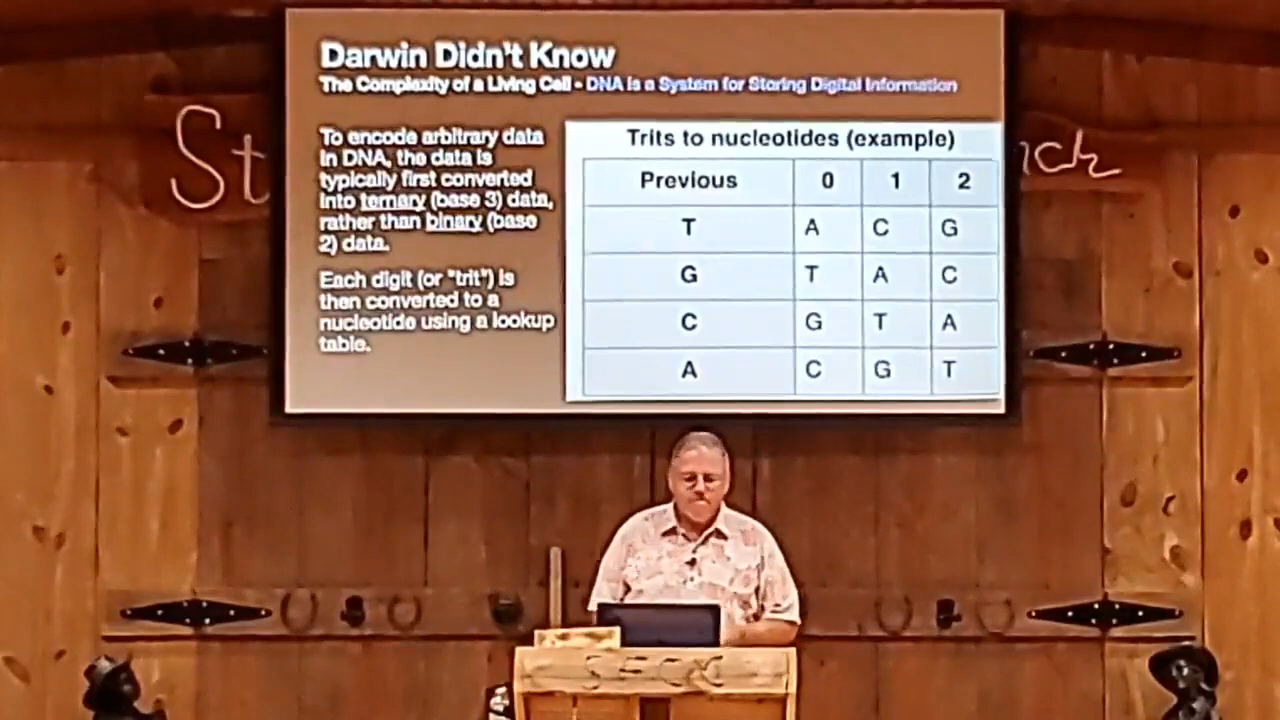 Darwin Didn't Know
The Complexity of a Living Cell - DNA is a System for Storing Digital Information
To encode arbitrary data
in DNA, the data is
typically first converted
into ternary (base 3) data,
rather than binary (base
2) data.
Each digit (or "trit") is
then converted to a
nucleotide using a lookup
table.
Trits to nucleotides (example)
Previous 0 1 2
T A C G
G T A C
C G T A
A C G T
St